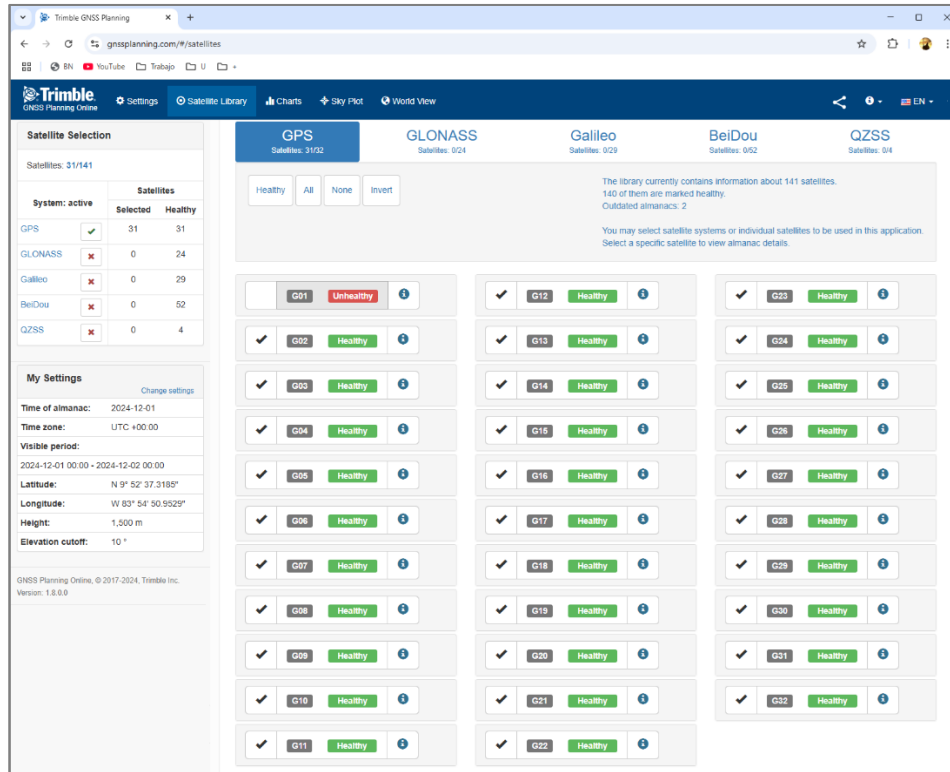 Trimble GNSS Planning
gnssplanning.com/#/satellites
BN YouTube Trabajo U +
Trimble.
GNSS Planning Online
Settings Satellite Library Charts Sky Plot World View EN
Satellite Selection
Satellites: 31/141
System: active Satellites
Selected Healthy
GPS 31 31
GLONASS 0 24
Galileo 0 29
BeiDou 0 52
QZSS 0 4
My Settings
Change settings
Time of almanac: 2024-12-01
Time zone: UTC +00:00
Visible period:
2024-12-01 00:00 - 2024-12-02 00:00
Latitude: N 9° 52' 37.3185"
Longitude: W 83° 54' 50.9529"
Height: 1,500 m
Elevation cutoff: 10 °
GNSS Planning Online, © 2017-2024, Trimble Inc.
Version: 1.8.0.0
GPS GLONASS Galileo BeiDou QZSS
Satellites: 31/32 Satellites: 0/24 Satellites: 0/29 Satellites: 0/52 Satellites: 0/4
Healthy All None Invert
The library currently contains information about 141 satellites.
140 of them are marked healthy.
Outdated almanacs: 2
You may select satellite systems or individual satellites to be used in this application.
Select a specific satellite to view almanac details.
G01 Unhealthy G12 Healthy G23 Healthy
G02 Healthy G13 Healthy G24 Healthy
G03 Healthy G14 Healthy G25 Healthy
G04 Healthy G15 Healthy G26 Healthy
G05 Healthy G16 Healthy G27 Healthy
G06 Healthy G17 Healthy G28 Healthy
G07 Healthy G18 Healthy G29 Healthy
G08 Healthy G19 Healthy G30 Healthy
G09 Healthy G20 Healthy G31 Healthy
G10 Healthy G21 Healthy G32 Healthy
G11 Healthy G22 Healthy